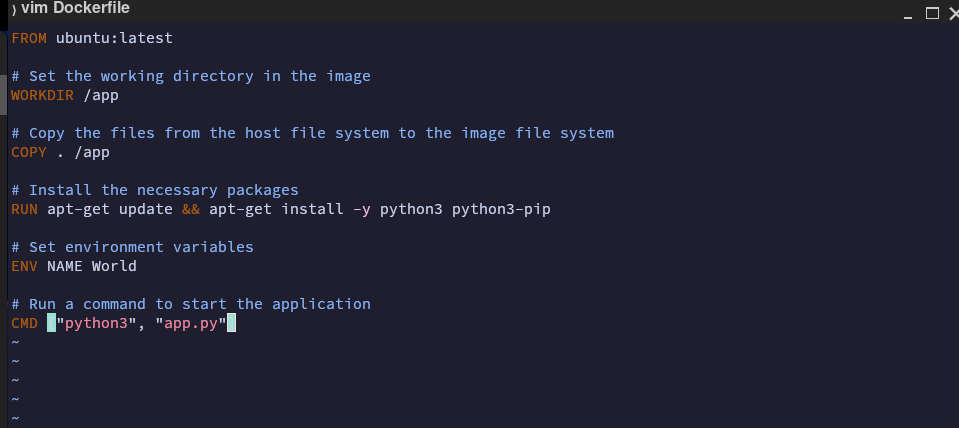 vim Dockerfile
FROM ubuntu:latest
# Set the working directory in the image
WORKDIR /app
# Copy the files from the host file system to the image file system
COPY . /app
# Install the necessary packages
RUN apt-get update && apt-get install -y python3 python3-pip
# Set environment variables
ENV NAME World
# Run a command to start the application
CMD ["python3", "app.py"]
~
~
~
~
~